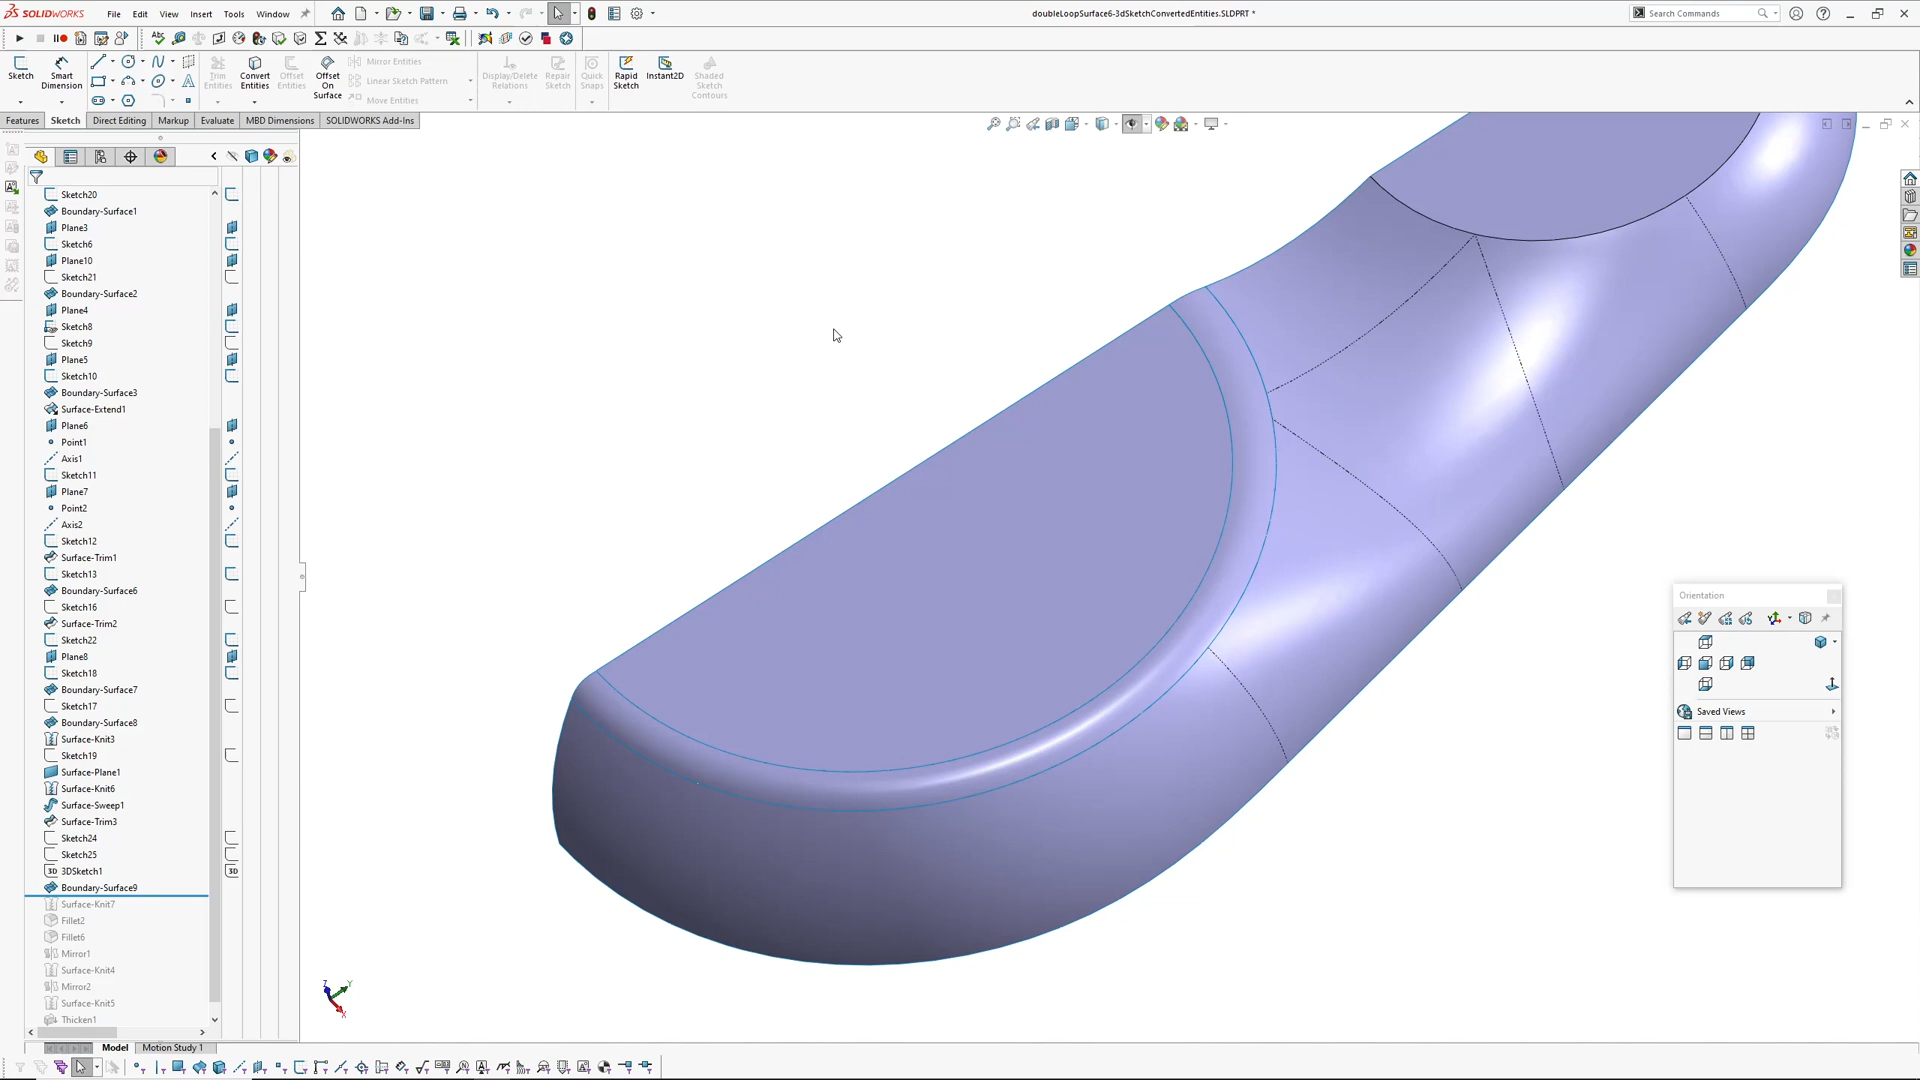 SOLIDWORKS
File
Edit
View
Insert
Tools
Window
doubleLoopSurface6-3dSketchConvertedEntities.SLDPRT *
Search Commands
Sketch
Smart Dimension
Trim Entities
Convert Entities
Offset Entities
Offset On Surface
Mirror Entities
Linear Sketch Pattern
Move Entities
Display/Delete Relations
Repair Sketch
Quick Snaps
Rapid Sketch
Instant2D
Shaded Sketch Contours
Features
Sketch
Direct Editing
Markup
Evaluate
MBD Dimensions
SOLIDWORKS Add-Ins
Sketch20
Boundary-Surface1
Plane3
Sketch6
Plane10
Sketch21
Boundary-Surface2
Plane4
Sketch8
Sketch9
Plane5
Sketch10
Boundary-Surface3
Surface-Extend1
Plane6
Point1
Axis1
Sketch11
Plane7
Point2
Axis2
Sketch12
Surface-Trim1
Sketch13
Boundary-Surface6
Sketch16
Surface-Trim2
Sketch22
Plane8
Sketch18
Boundary-Surface7
Sketch17
Boundary-Surface8
Surface-Knit3
Sketch19
Surface-Plane1
Surface-Knit6
Surface-Sweep1
Surface-Trim3
Sketch24
Sketch25
3D 3DSketch1 3D
Boundary-Surface9
Surface-Knit7
Fillet2
Fillet6
Mirror1
Surface-Knit4
Mirror2
Surface-Knit5
Thicken1
Orientation
Saved Views
Z
Y
X
Model
Motion Study 1